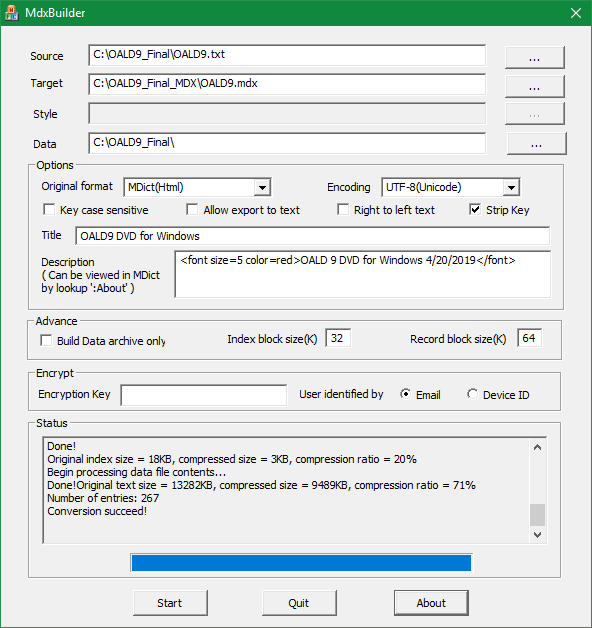 MdxBuilder
Source C:\OALD9_Final\OALD9.txt ...
Target C:\OALD9_Final_MDX\OALD9.mdx ...
Style ...
Data C:\OALD9_Final\ ...
Options
Original format MDict(Html) Encoding UTF-8(Unicode)
Key case sensitive Allow export to text Right to left text Strip Key
Title OALD9 DVD for Windows
Description <font size=5 color=red>OALD 9 DVD for Windows 4/20/2019</font>
( Can be viewed in MDict
by lookup ':About' )
Advance
Build Data archive only Index block size(K) 32 Record block size(K) 64
Encrypt
Encryption Key User identified by Email Device ID
Status
Done!
Original index size = 18KB, compressed size = 3KB, compression ratio = 20%
Begin processing data file contents...
Done!Original text size = 13282KB, compressed size = 9489KB, compression ratio = 71%
Number of entries: 267
Conversion succeed!
Start Quit About